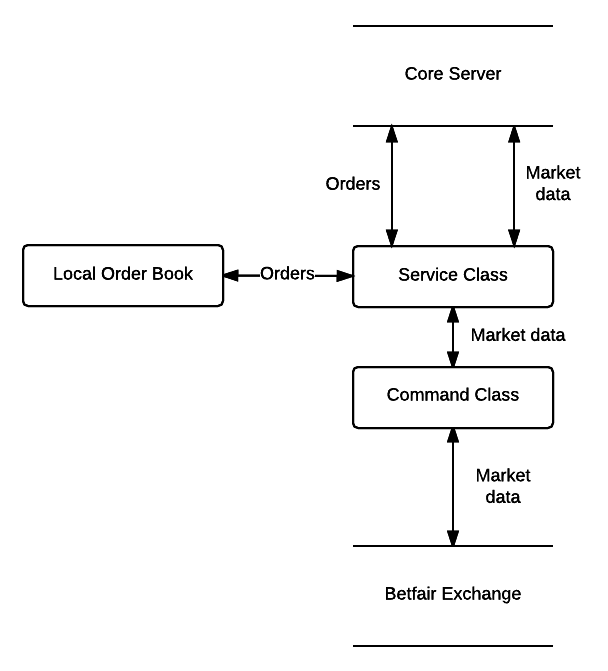 Core Server
Orders
Market
data
Local Order Book
Orders
Service Class
Market data
Command Class
Market
data
Betfair Exchange